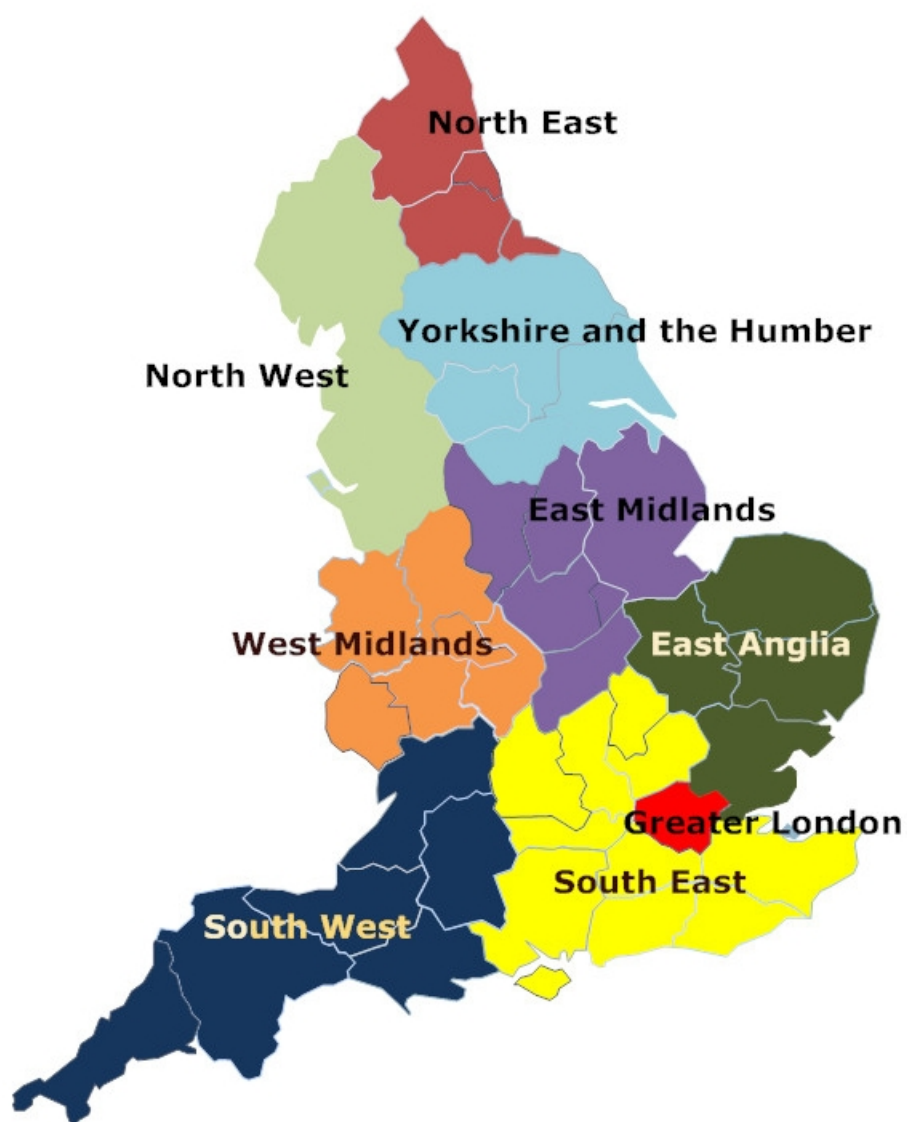 North East
Yorkshire and the Humber
North West
East Midlands
West Midlands
East Anglia
Greater London
South East
South West